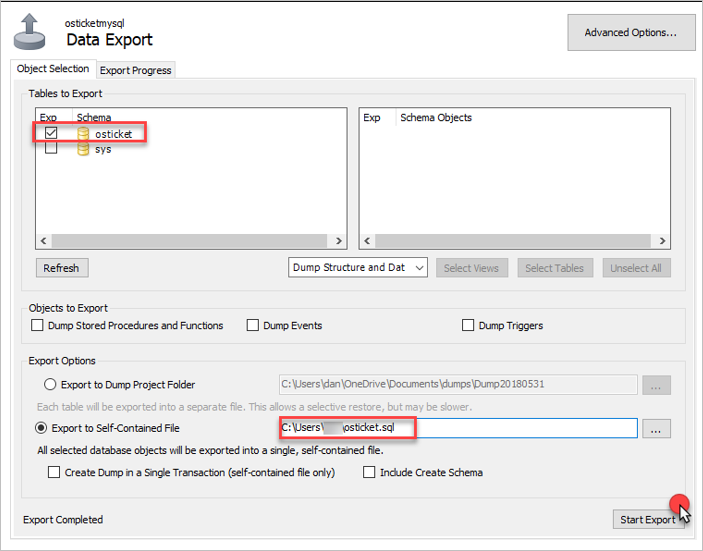 osticketmysql
Data Export
Advanced Options...
Object Selection
Export Progress
Tables to Export
Exp Schema
osticket
sys
Exp Schema Objects
Refresh
Dump Structure and Dat
Select Views
Select Tables
Unselect All
Objects to Export
Dump Stored Procedures and Functions
Dump Events
Dump Triggers
Export Options
Export to Dump Project Folder
C:\Users\dan\OneDrive\Documents\dumps\Dump20180531
...
Each table will be exported into a separate file. This allows a selective restore, but may be slower.
Export to Self-Contained File
C:\Users\ \osticket.sql
...
All selected database objects will be exported into a single, self-contained file.
Create Dump in a Single Transaction (self-contained file only)
Include Create Schema
Export Completed
Start Export